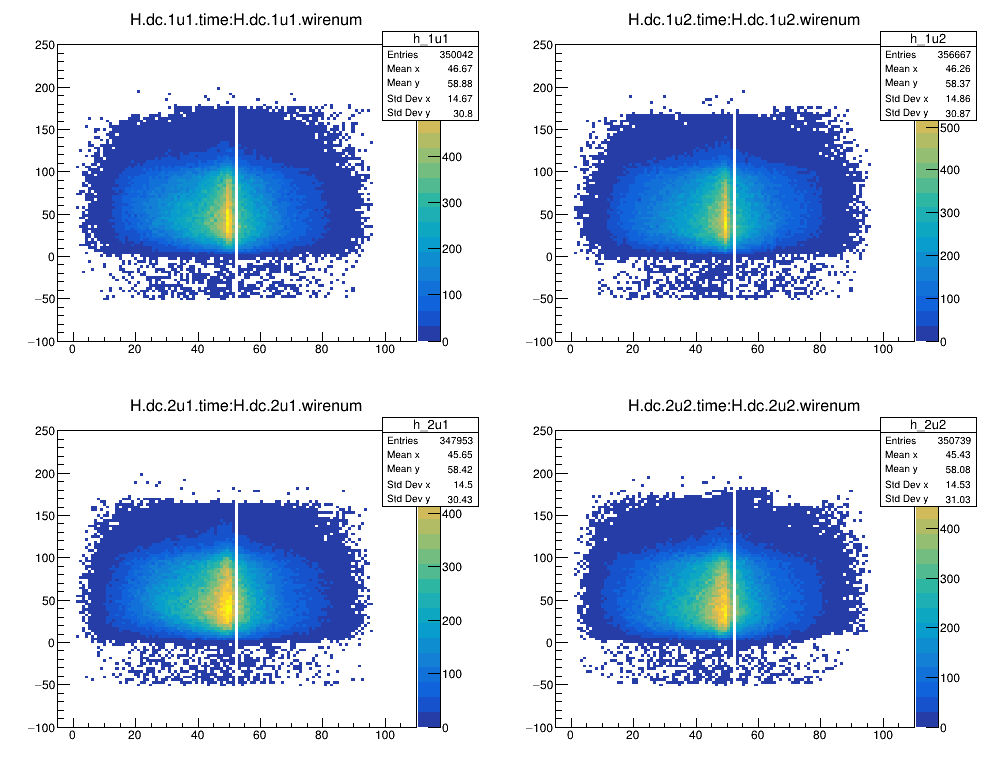 H.dc.1u1.time:H.dc.1u1.wirenum
h_1u1
Entries 350042
Mean x 46.67
Mean y 58.88
Std Dev x 14.67
Std Dev y 30.8
250
200
150
100
50
0
−50
−100
0 20 40 60 80 100
400
300
200
100
0
H.dc.1u2.time:H.dc.1u2.wirenum
h_1u2
Entries 356667
Mean x 46.26
Mean y 58.37
Std Dev x 14.86
Std Dev y 30.87
250
200
150
100
50
0
−50
−100
0 20 40 60 80 100
500
400
300
200
100
0
H.dc.2u1.time:H.dc.2u1.wirenum
h_2u1
Entries 347953
Mean x 45.65
Mean y 58.42
Std Dev x 14.5
Std Dev y 30.43
250
200
150
100
50
0
−50
−100
0 20 40 60 80 100
400
300
200
100
0
H.dc.2u2.time:H.dc.2u2.wirenum
h_2u2
Entries 350739
Mean x 45.43
Mean y 58.08
Std Dev x 14.53
Std Dev y 31.03
250
200
150
100
50
0
−50
−100
0 20 40 60 80 100
400
300
200
100
0